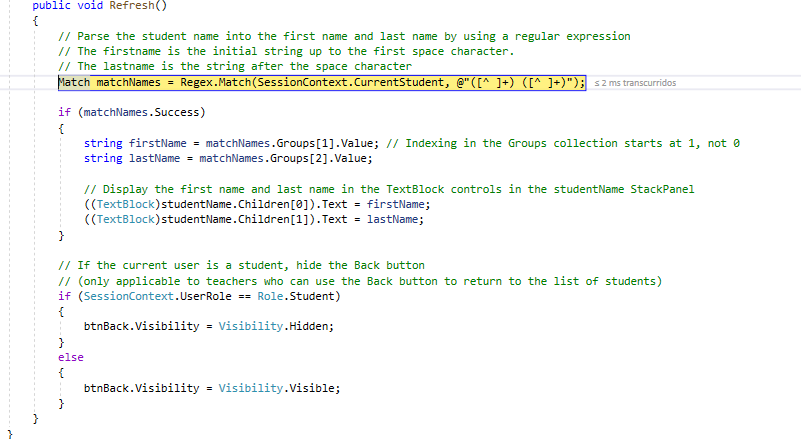 public void Refresh()
{
// Parse the student name into the first name and last name by using a regular expression
// The firstname is the initial string up to the first space character.
// The lastname is the string after the space character
Match matchNames = Regex.Match(SessionContext.CurrentStudent, @"([^ ]+) ([^ ]+)"); ≤ 2 ms transcurridos
if (matchNames.Success)
{
string firstName = matchNames.Groups[1].Value; // Indexing in the Groups collection starts at 1, not 0
string lastName = matchNames.Groups[2].Value;
// Display the first name and last name in the TextBlock controls in the studentName StackPanel
((TextBlock)studentName.Children[0]).Text = firstName;
((TextBlock)studentName.Children[1]).Text = lastName;
}
// If the current user is a student, hide the Back button
// (only applicable to teachers who can use the Back button to return to the list of students)
if (SessionContext.UserRole == Role.Student)
{
btnBack.Visibility = Visibility.Hidden;
}
else
{
btnBack.Visibility = Visibility.Visible;
}
}
}